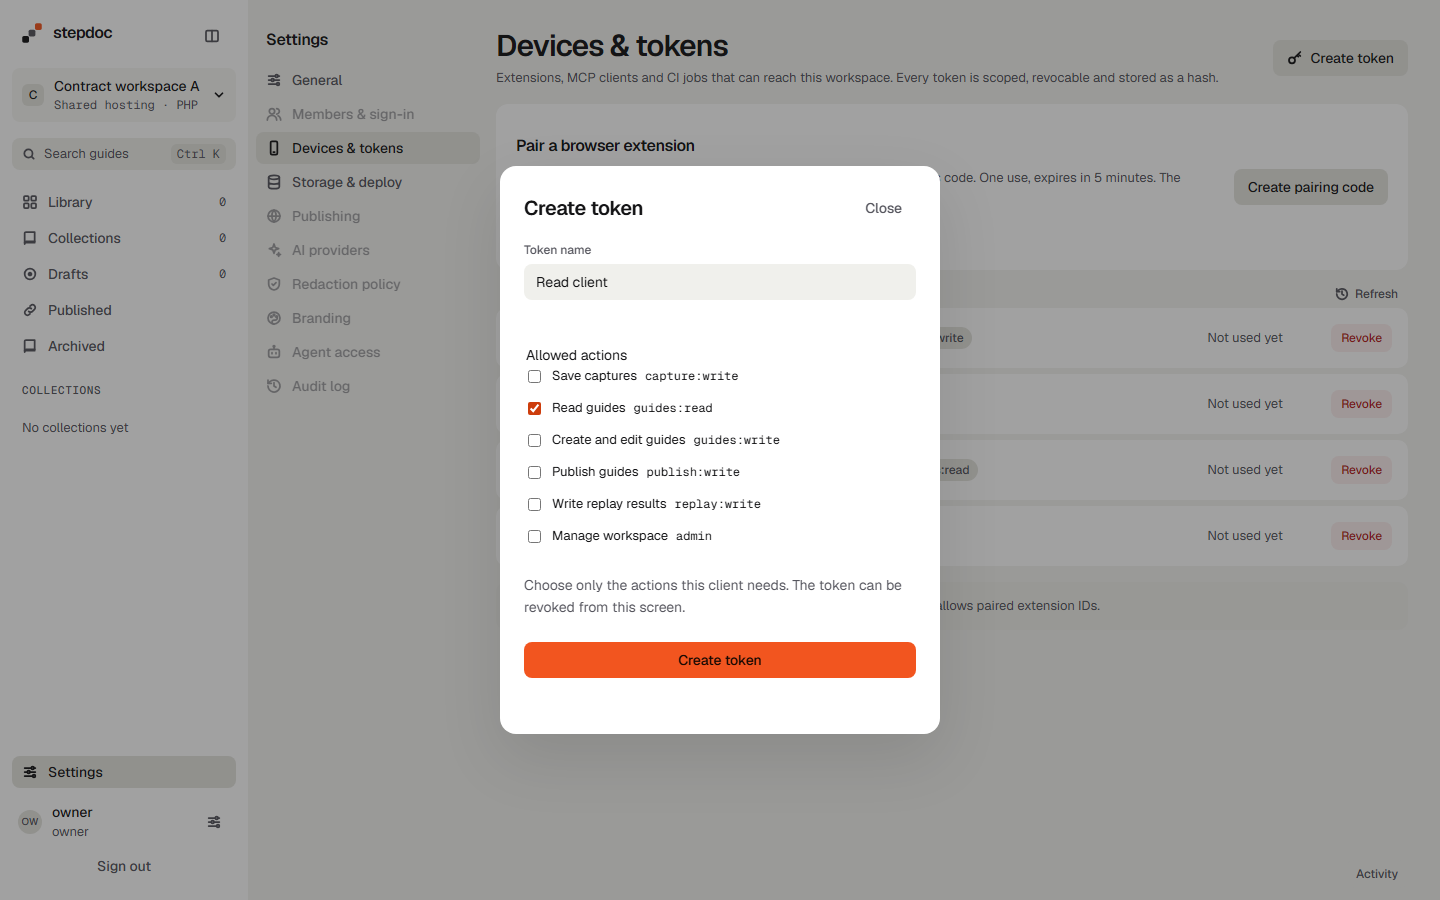 stepdoc
C
Contract workspace A
Shared hosting · PHP
Search guides
Ctrl K
Library 0
Collections 0
Drafts 0
Published
Archived
COLLECTIONS
No collections yet
Settings
OW
owner
owner
Sign out
Settings
General
Members & sign-in
Devices & tokens
Storage & deploy
Publishing
AI providers
Redaction policy
Branding
Agent access
Audit log
Devices & tokens
Extensions, MCP clients and CI jobs that can reach this workspace. Every token is scoped, revocable and stored as a hash.
Create token
Pair a browser extension
code. One use, expires in 5 minutes. The
Create pairing code
Refresh
write
Not used yet
Revoke
Not used yet
Revoke
:read
Not used yet
Revoke
Not used yet
Revoke
allows paired extension IDs.
Activity
Create token
Close
Token name
Read client
Allowed actions
Save captures capture:write
Read guides guides:read
Create and edit guides guides:write
Publish guides publish:write
Write replay results replay:write
Manage workspace admin
Choose only the actions this client needs. The token can be
revoked from this screen.
Create token